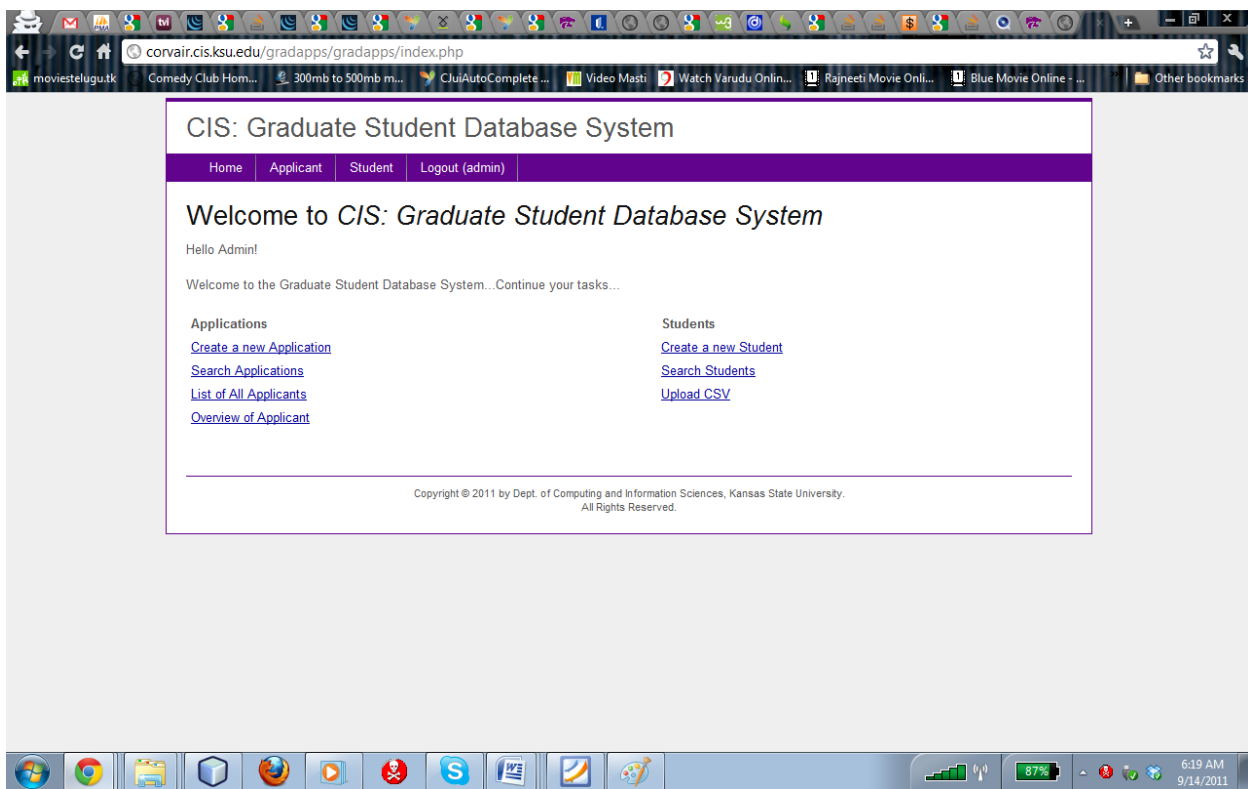 corvair.cis.ksu.edu/gradapps/gradapps/index.php
moviestelugu.tk Comedy Club Hom... 300mb to 500mb m... CJuiAutoComplete ... Video Masti Watch Varudu Onlin... Rajneeti Movie Onli... Blue Movie Online - ... Other bookmarks
CIS: Graduate Student Database System
Home Applicant Student Logout (admin)
Welcome to CIS: Graduate Student Database System
Hello Admin!
Welcome to the Graduate Student Database System...Continue your tasks...
Applications
Create a new Application
Search Applications
List of All Applicants
Overview of Applicant
Students
Create a new Student
Search Students
Upload CSV
Copyright © 2011 by Dept. of Computing and Information Sciences, Kansas State University.
All Rights Reserved.
87%
6:19 AM
9/14/2011